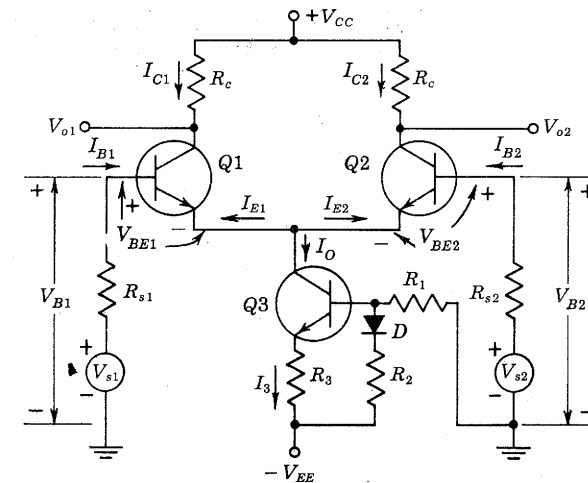 +V_CC
I_C1 R_c I_C2 R_c
V_o1 V_o2
I_B1 Q1 Q2 I_B2
+ + + +
I_E1 I_E2
V_BE1 − − V_BE2
I_O
V_B1 R_s1 Q3 R_1 R_s2 V_B2
D
+ V_s1 − I_3 R_3 R_2 + V_s2 −
− −
−V_EE